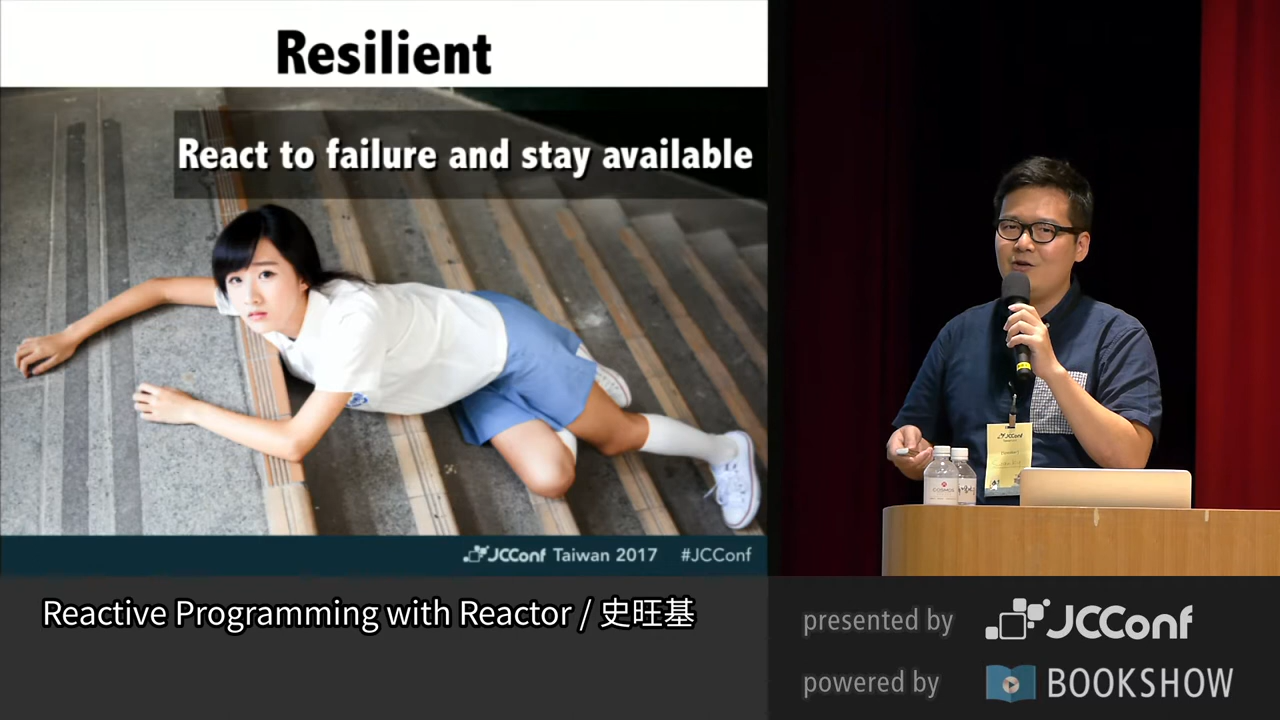 Resilient
React to failure and stay available
JCConf Taiwan 2017 #JCConf
Reactive Programming with Reactor / 史旺基
presented by JCConf
powered by BOOKSHOW
JCConf